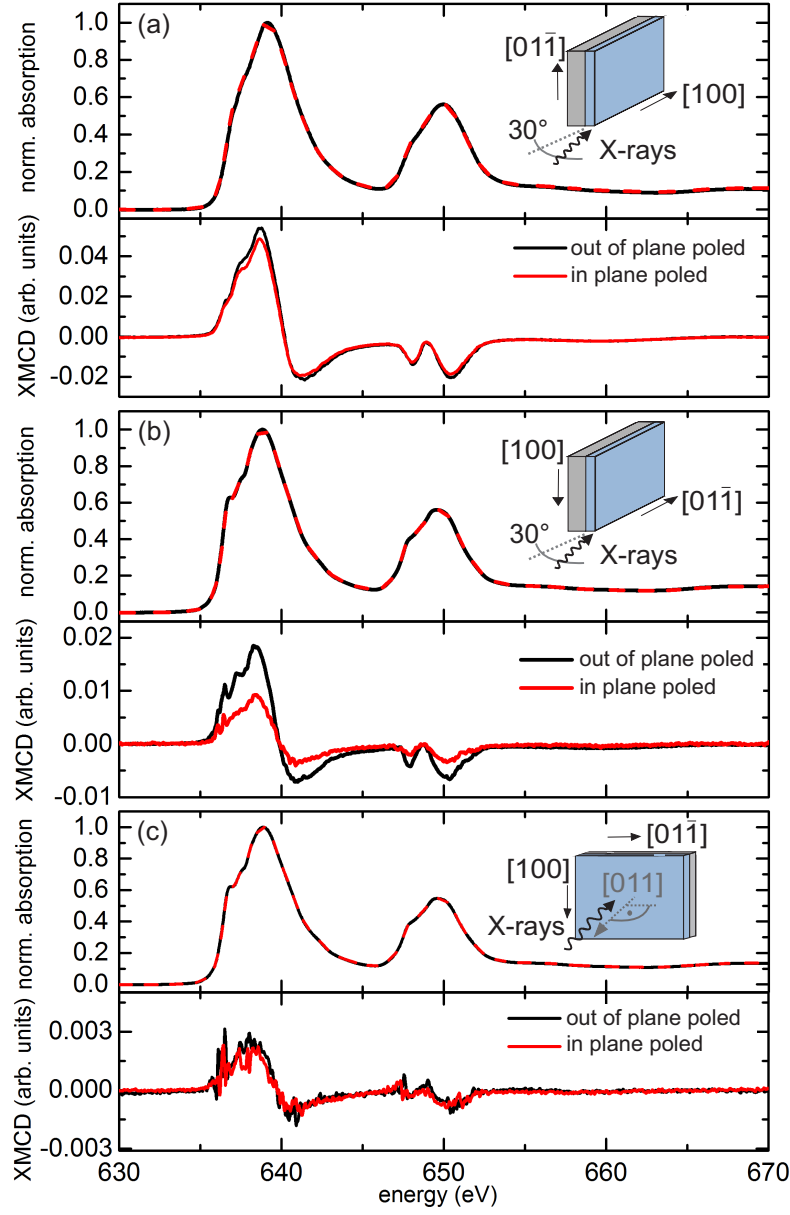 (a)
norm. absorption
1.0
0.8
0.6
0.4
0.2
0.0
[011̄]
[100]
30°
X-rays
XMCD (arb. units)
0.04
0.02
0.00
-0.02
out of plane poled
in plane poled
(b)
norm. absorption
1.0
0.8
0.6
0.4
0.2
0.0
[100]
[011̄]
30°
X-rays
XMCD (arb. units)
0.02
0.01
0.00
-0.01
out of plane poled
in plane poled
(c)
norm. absorption
1.0
0.8
0.6
0.4
0.2
0.0
[011̄]
[100]
[011]
X-rays
XMCD (arb. units)
0.003
0.000
-0.003
out of plane poled
in plane poled
630 640 650 660 670
energy (eV)